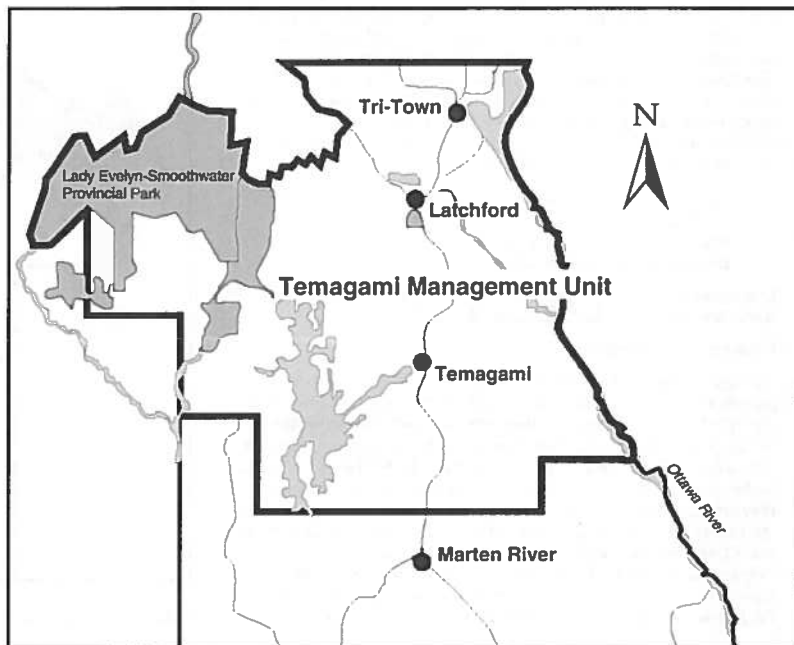 Tri-Town
N
Lady Evelyn-Smoothwater
Provincial Park
Latchford
Temagami Management Unit
Temagami
Ottawa River
Marten River